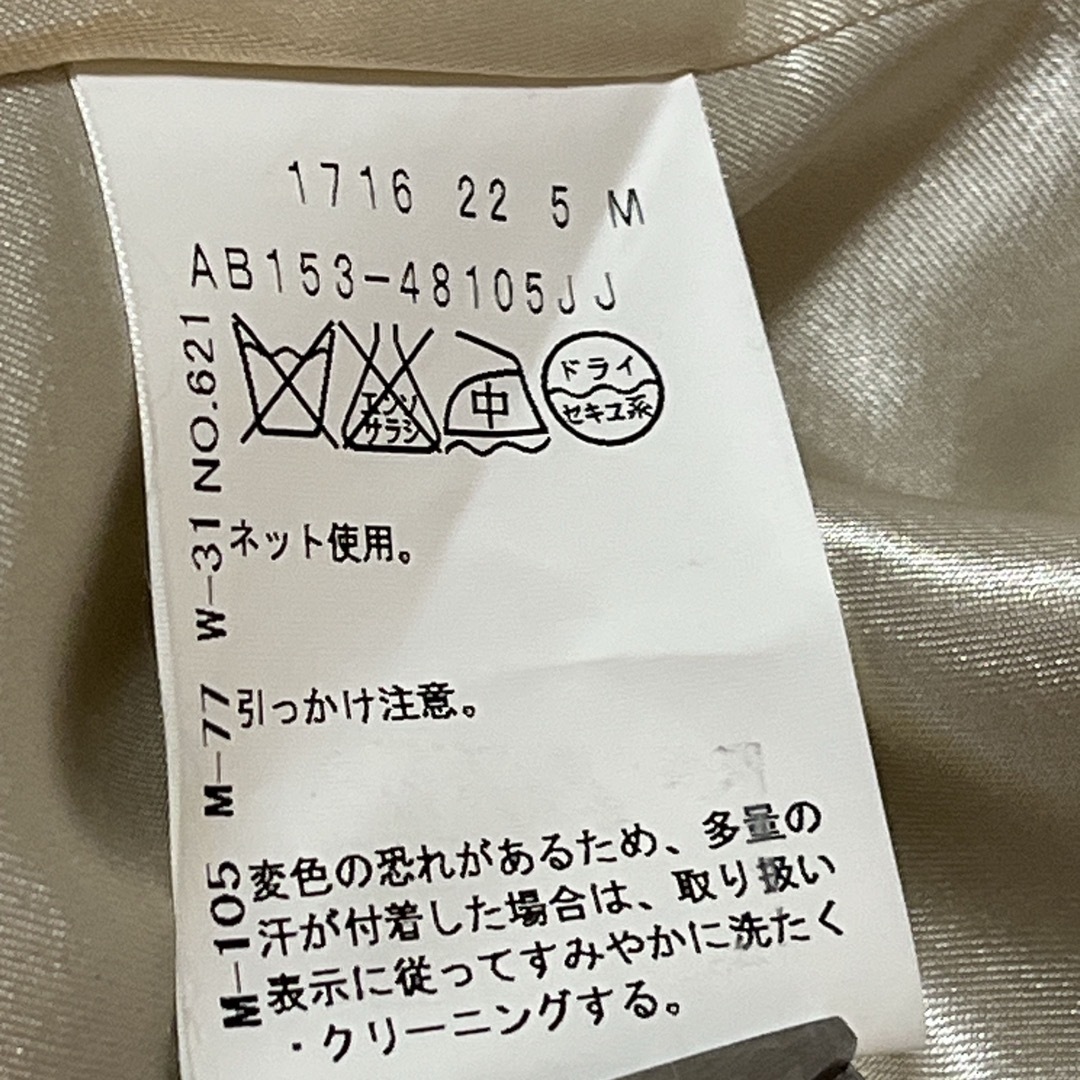 1716 22 5 M
AB153-48105JJ
エンソ
サラシ
中
ドライ
セキユ系
ネット使用。
引っかけ注意。
変色の恐れがあるため、多量の
汗が付着した場合は、取り扱い
表示に従ってすみやかに洗たく
・クリーニングする。
M-105 M-77 W-31 NO.621